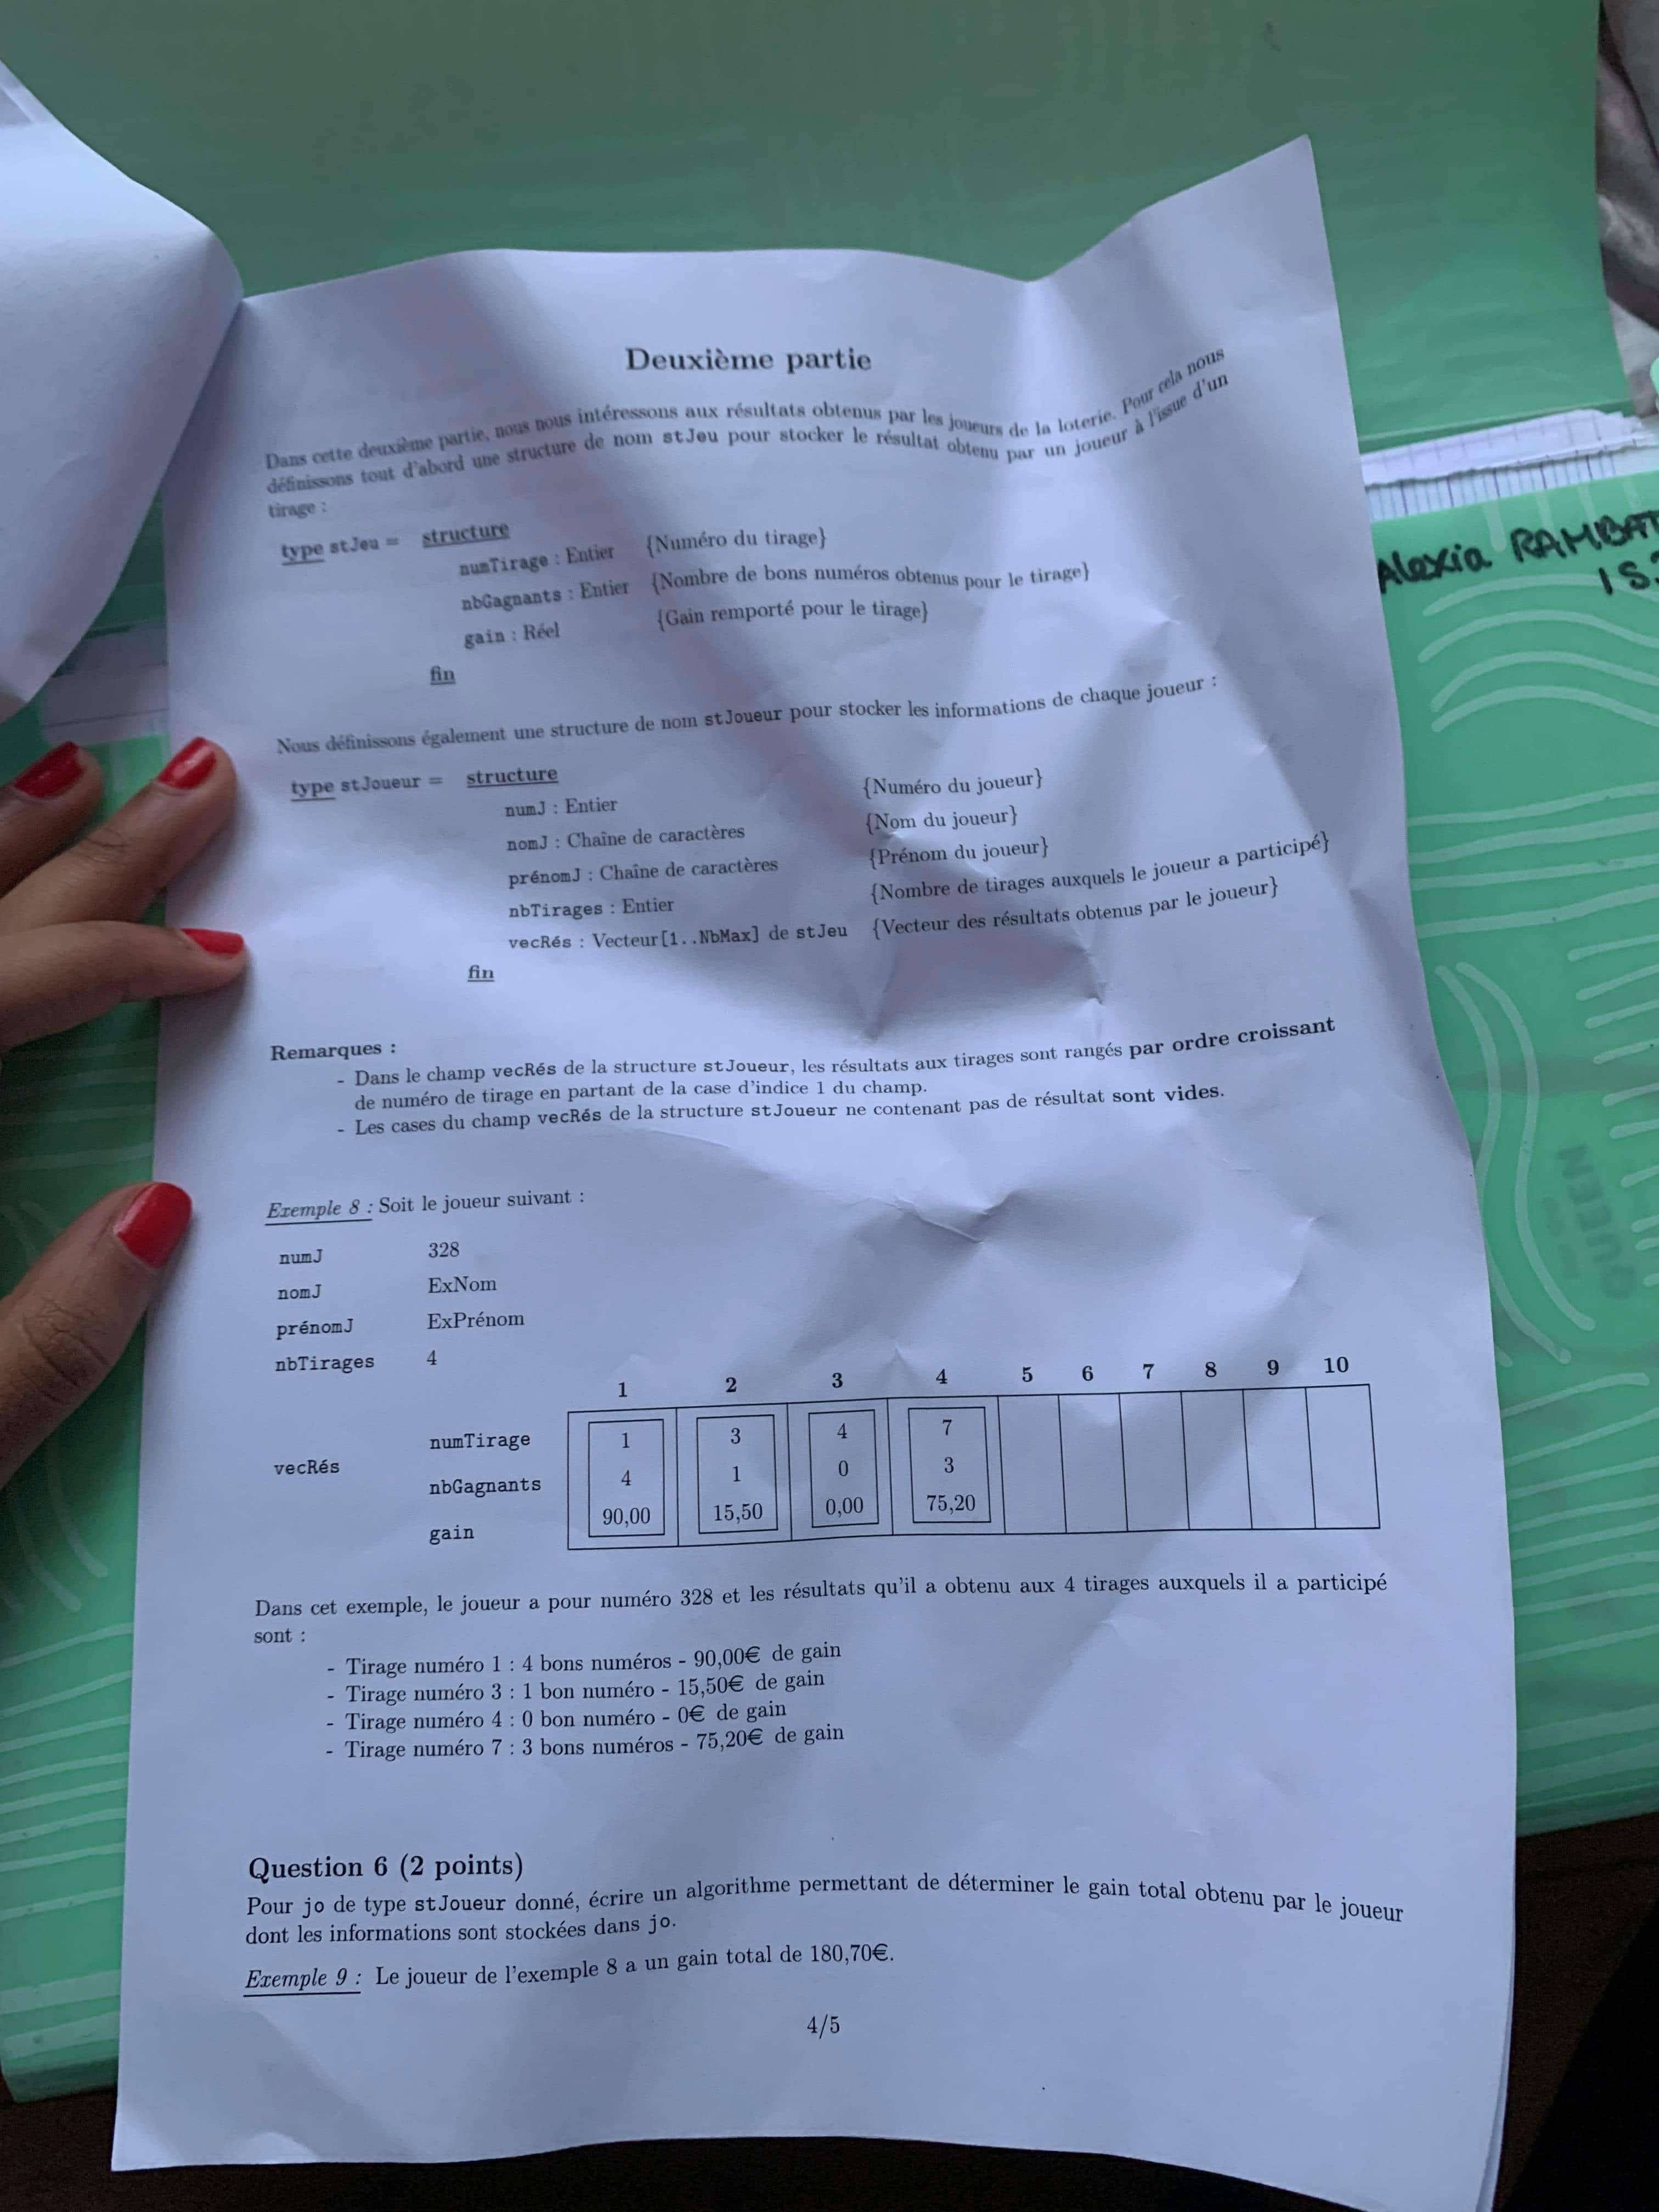 Deuxième partie
Dans cette deuxième partie, nous nous intéressons aux résultats obtenus par les joueurs de la loterie. Pour cela nous
définissons tout d'abord une structure de nom stJeu pour stocker le résultat obtenu par un joueur à l'issue d'un
tirage :
type stJeu = structure
numTirage : Entier {Numéro du tirage}
nbGagnants : Entier {Nombre de bons numéros obtenus pour le tirage}
gain : Réel {Gain remporté pour le tirage}
fin
Nous définissons également une structure de nom stJoueur pour stocker les informations de chaque joueur :
type stJoueur = structure
numJ : Entier {Numéro du joueur}
nomJ : Chaîne de caractères {Nom du joueur}
prénomJ : Chaîne de caractères {Prénom du joueur}
nbTirages : Entier {Nombre de tirages auxquels le joueur a participé}
vecRés : Vecteur[1..NbMax] de stJeu {Vecteur des résultats obtenus par le joueur}
fin
Remarques :
- Dans le champ vecRés de la structure stJoueur, les résultats aux tirages sont rangés par ordre croissant
de numéro de tirage en partant de la case d'indice 1 du champ.
- Les cases du champ vecRés de la structure stJoueur ne contenant pas de résultat sont vides.
Exemple 8 : Soit le joueur suivant :
numJ 328
nomJ ExNom
prénomJ ExPrénom
nbTirages 4
1 2 3 4 5 6 7 8 9 10
numTirage 1 3 4 7
vecRés
nbGagnants 4 1 0 3
gain 90,00 15,50 0,00 75,20
Dans cet exemple, le joueur a pour numéro 328 et les résultats qu'il a obtenu aux 4 tirages auxquels il a participé
sont :
- Tirage numéro 1 : 4 bons numéros - 90,00€ de gain
- Tirage numéro 3 : 1 bon numéro - 15,50€ de gain
- Tirage numéro 4 : 0 bon numéro - 0€ de gain
- Tirage numéro 7 : 3 bons numéros - 75,20€ de gain
Question 6 (2 points)
Pour jo de type stJoueur donné, écrire un algorithme permettant de déterminer le gain total obtenu par le joueur
dont les informations sont stockées dans jo.
Exemple 9 : Le joueur de l'exemple 8 a un gain total de 180,70€.
4/5
Alexia
QUEEN